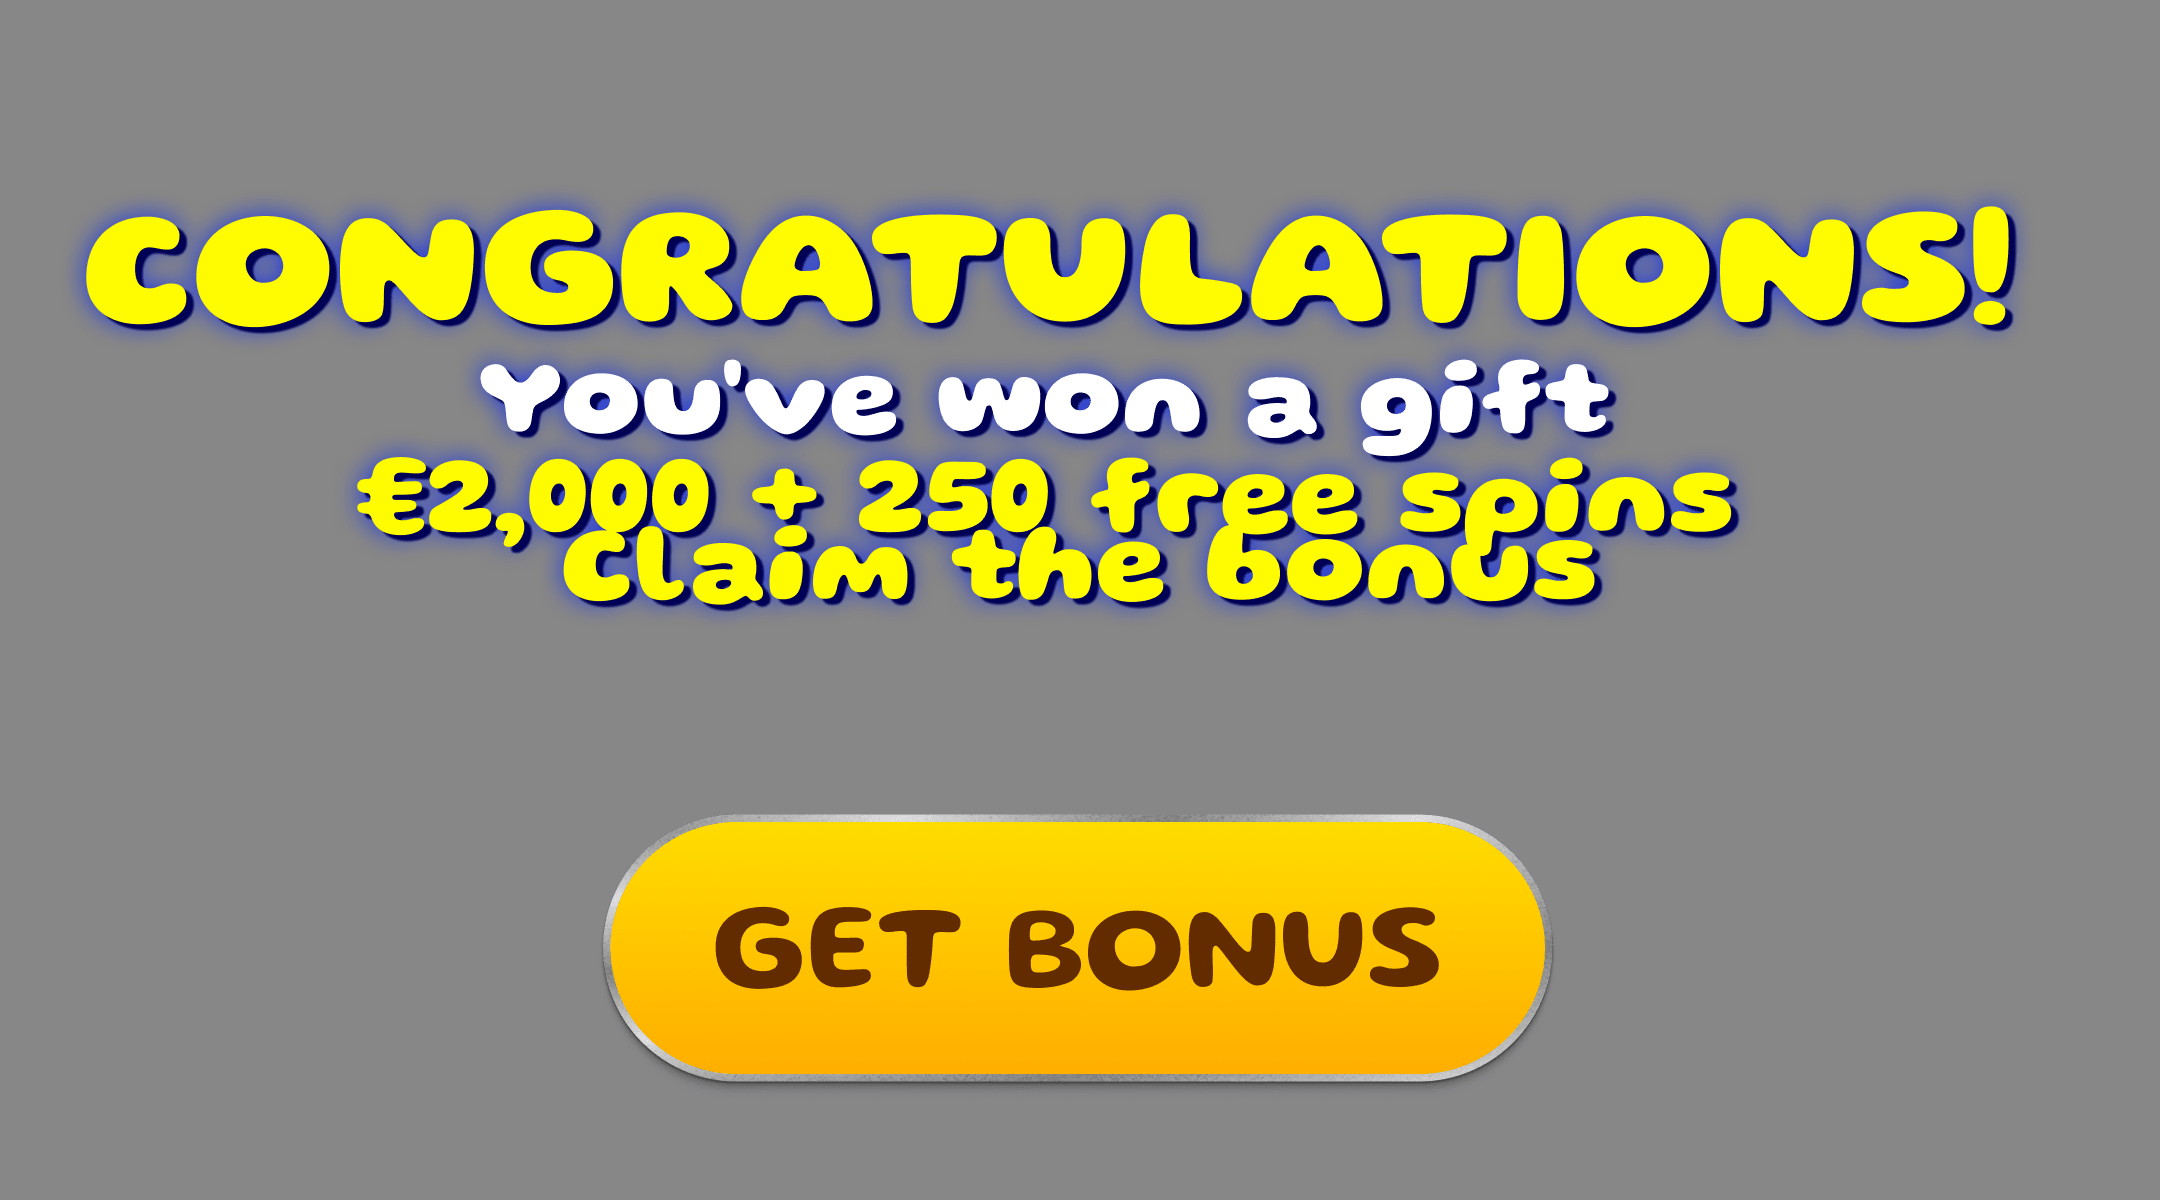 CONGRATULATIONS!
You've won a gift
€2,000 + 250 free spins
Claim the bonus
GET BONUS